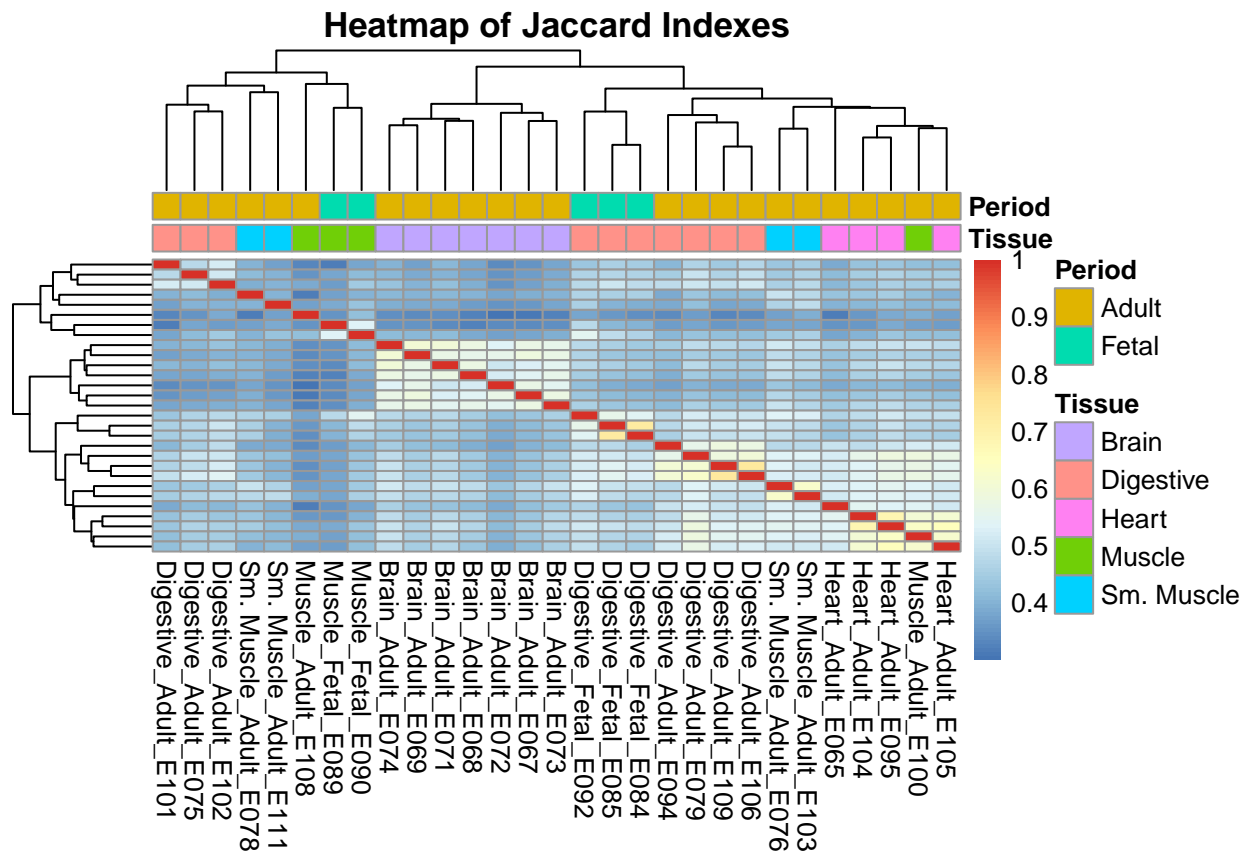 Heatmap of Jaccard Indexes
Period
Tissue
1
0.9
0.8
0.7
0.6
0.5
0.4
Period
Adult
Fetal
Tissue
Brain
Digestive
Heart
Muscle
Sm. Muscle
Digestive_Adult_E101
Digestive_Adult_E075
Digestive_Adult_E102
Sm. Muscle_Adult_E078
Sm. Muscle_Adult_E111
Muscle_Adult_E108
Muscle_Fetal_E089
Muscle_Fetal_E090
Brain_Adult_E074
Brain_Adult_E069
Brain_Adult_E071
Brain_Adult_E068
Brain_Adult_E072
Brain_Adult_E067
Brain_Adult_E073
Digestive_Fetal_E092
Digestive_Fetal_E085
Digestive_Fetal_E084
Digestive_Adult_E094
Digestive_Adult_E079
Digestive_Adult_E109
Digestive_Adult_E106
Sm. Muscle_Adult_E076
Sm. Muscle_Adult_E103
Heart_Adult_E065
Heart_Adult_E104
Heart_Adult_E095
Muscle_Adult_E100
Heart_Adult_E105